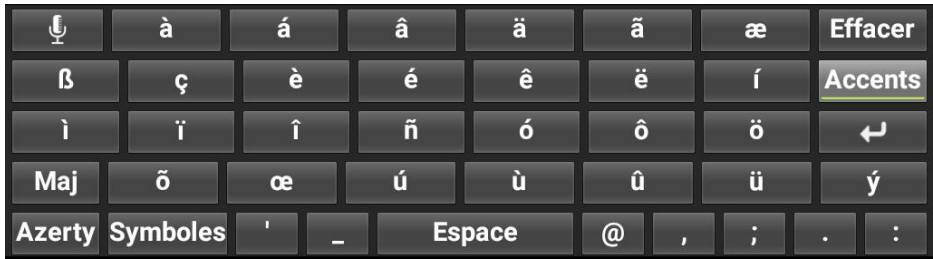 à á â ä ã æ Effacer
ß ç è é ê ë í Accents
ì ï î ñ ó ô ö
Maj õ œ ú ù û ü ý
Azerty Symboles ' _ Espace @ , ; . :